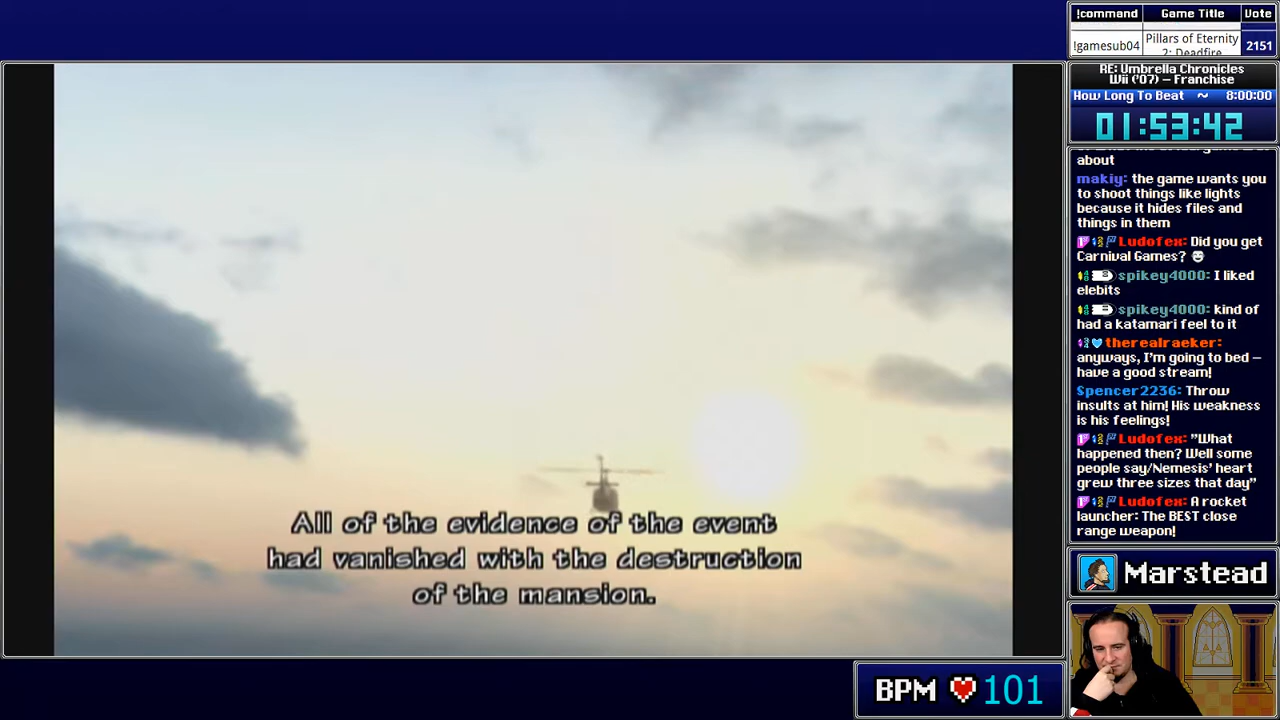 !command Game Title Vote
!gamesub04 Pillars of Eternity 2: Deadfire 2151
RE: Umbrella Chronicles
Wii ('07) – Franchise
How Long To Beat ~ 8:00:00
01:53:42
about
makiy: the game wants you
to shoot things like lights
because it hides files and
things in them
Ludofex: Did you get
Carnival Games?
spikey4000: I liked
elebits
spikey4000: kind of
had a katamari feel to it
therealraeker:
anyways, I'm going to bed –
have a good stream!
Spencer2236: Throw
insults at him! His weakness
is his feelings!
Ludofex: "What
happened then? Well some
people say/Nemesis' heart
grew three sizes that day"
Ludofex: A rocket
launcher: The BEST close
range weapon!
Marstead
All of the evidence of the event
had vanished with the destruction
of the mansion.
BPM 101